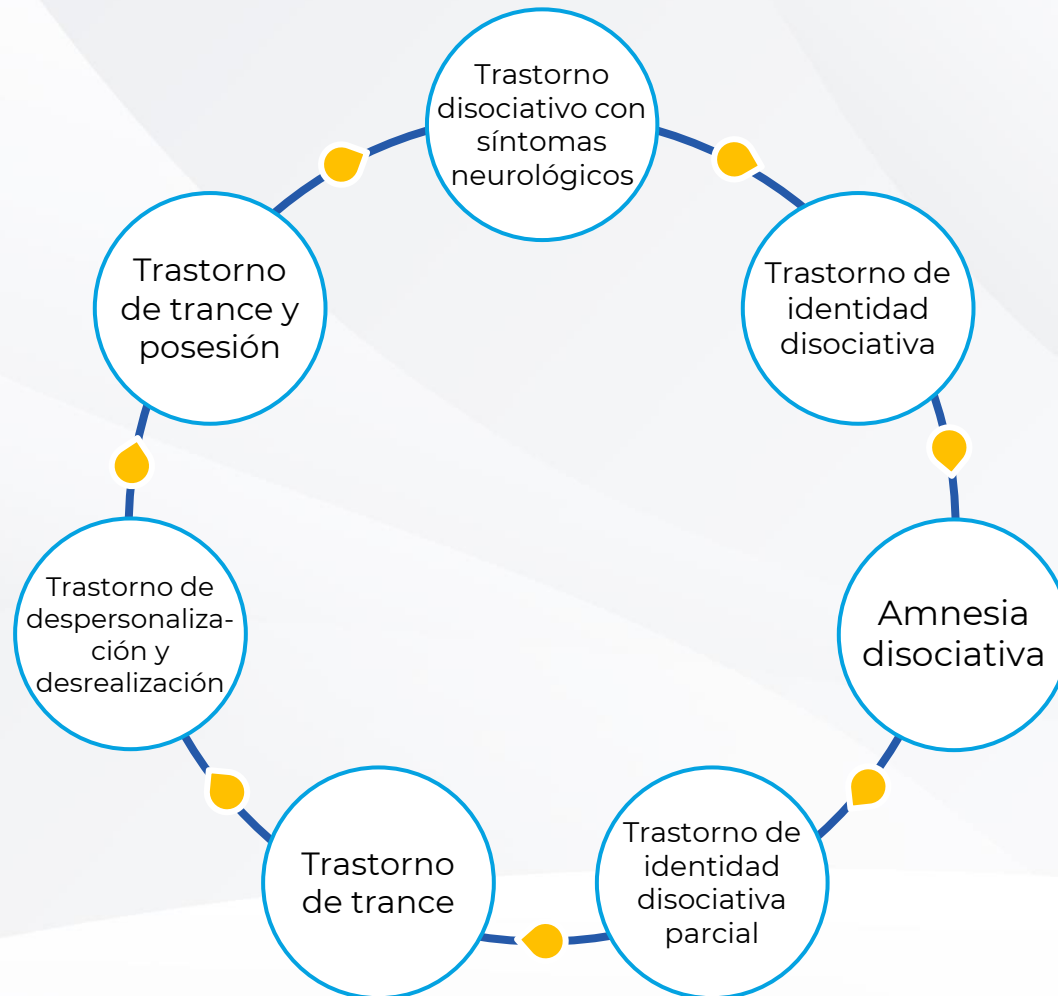 Trastorno
disociativo con
síntomas
neurológicos
Trastorno de
identidad
disociativa
Amnesia
disociativa
Trastorno de
identidad
disociativa
parcial
Trastorno
de trance
Trastorno de
despersonaliza-
ción y
desrealización
Trastorno
de trance y
posesión